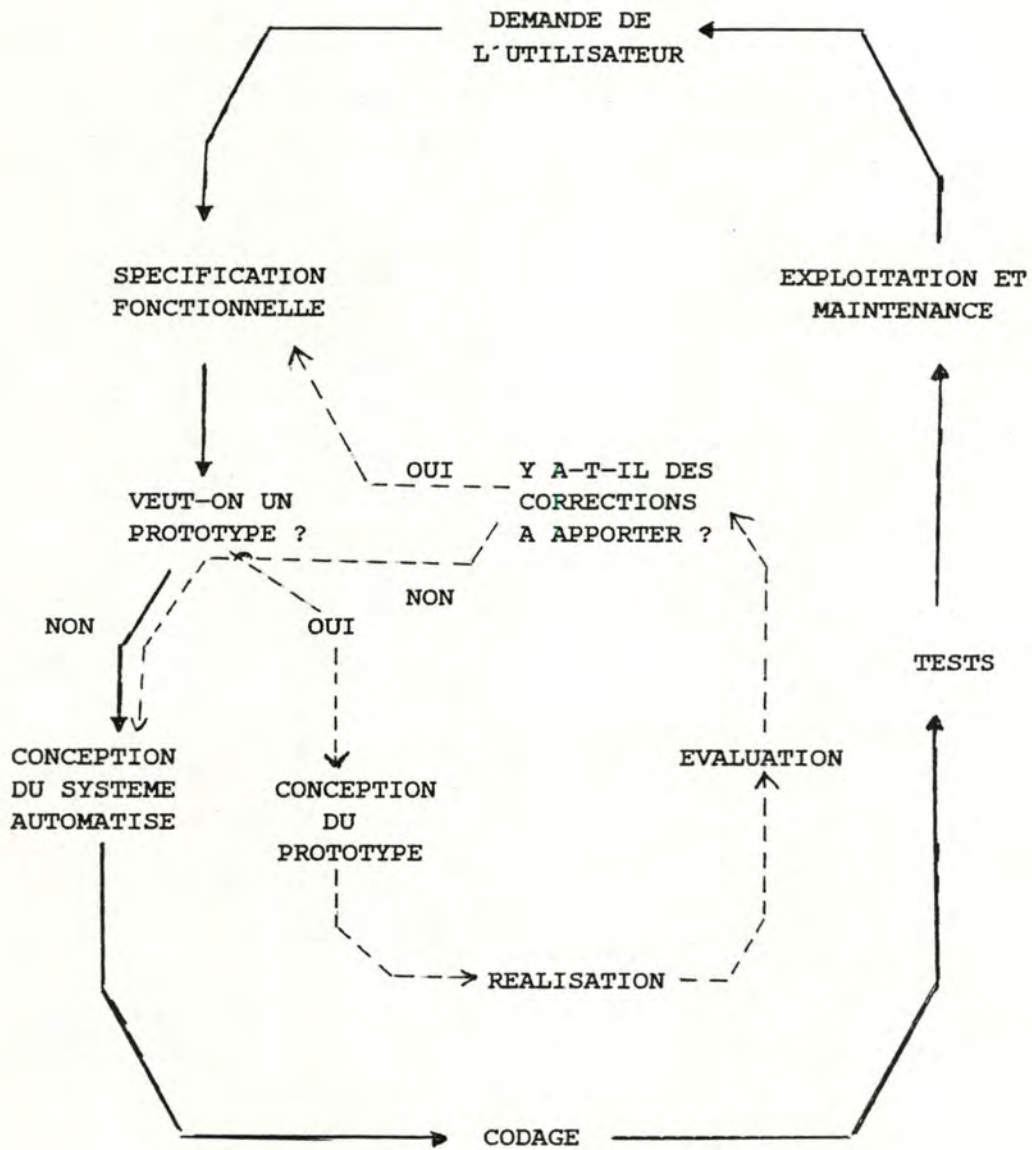 DEMANDE DE
L´UTILISATEUR
SPECIFICATION
FONCTIONNELLE
EXPLOITATION ET
MAINTENANCE
OUI
Y A-T-IL DES
CORRECTIONS
A APPORTER ?
VEUT-ON UN
PROTOTYPE ?
NON
NON
OUI
TESTS
CONCEPTION
DU SYSTEME
AUTOMATISE
CONCEPTION
DU
PROTOTYPE
EVALUATION
REALISATION
CODAGE